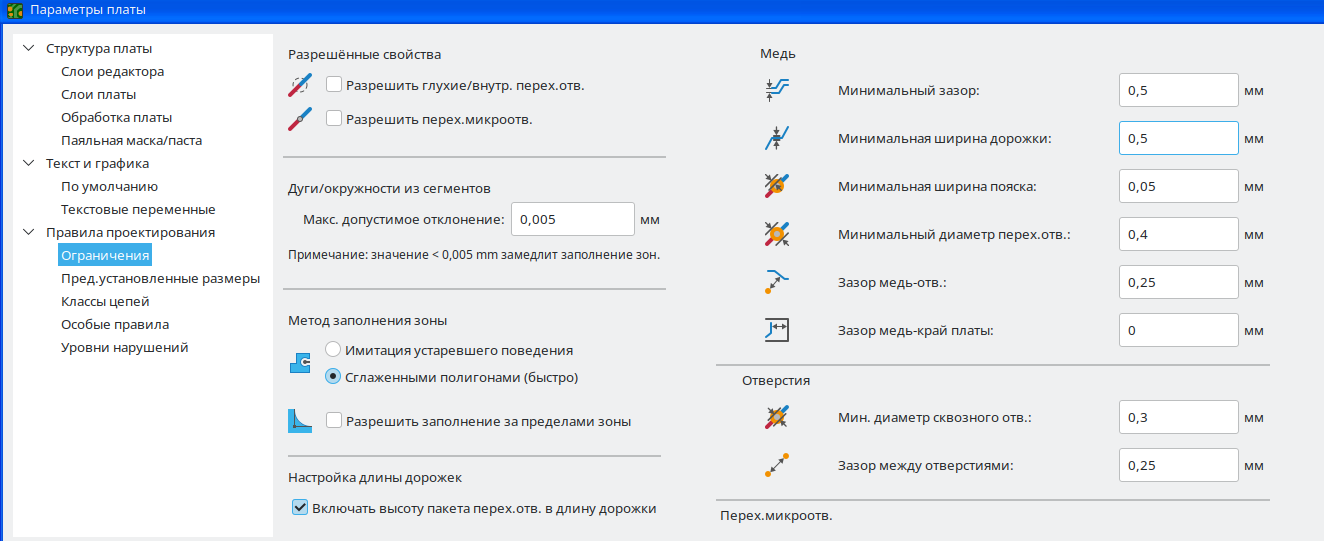 Параметры платы
Структура платы
Слои редактора
Слои платы
Обработка платы
Паяльная маска/паста
Текст и графика
По умолчанию
Текстовые переменные
Правила проектирования
Ограничения
Пред.установленные размеры
Классы цепей
Особые правила
Уровни нарушений
Разрешённые свойства
Разрешить глухие/внутр. перех.отв.
Разрешить перех.микроотв.
Дуги/окружности из сегментов
Макс. допустимое отклонение: 0,005 мм
Примечание: значение < 0,005 mm замедлит заполнение зон.
Метод заполнения зоны
Имитация устаревшего поведения
Сглаженными полигонами (быстро)
Разрешить заполнение за пределами зоны
Настройка длины дорожек
Включать высоту пакета перех.отв. в длину дорожки
Медь
Минимальный зазор: 0,5 мм
Минимальная ширина дорожки: 0,5 мм
Минимальная ширина пояска: 0,05 мм
Минимальный диаметр перех.отв.: 0,4 мм
Зазор медь-отв.: 0,25 мм
Зазор медь-край платы: 0 мм
Отверстия
Мин. диаметр сквозного отв.: 0,3 мм
Зазор между отверстиями: 0,25 мм
Перех.микроотв.